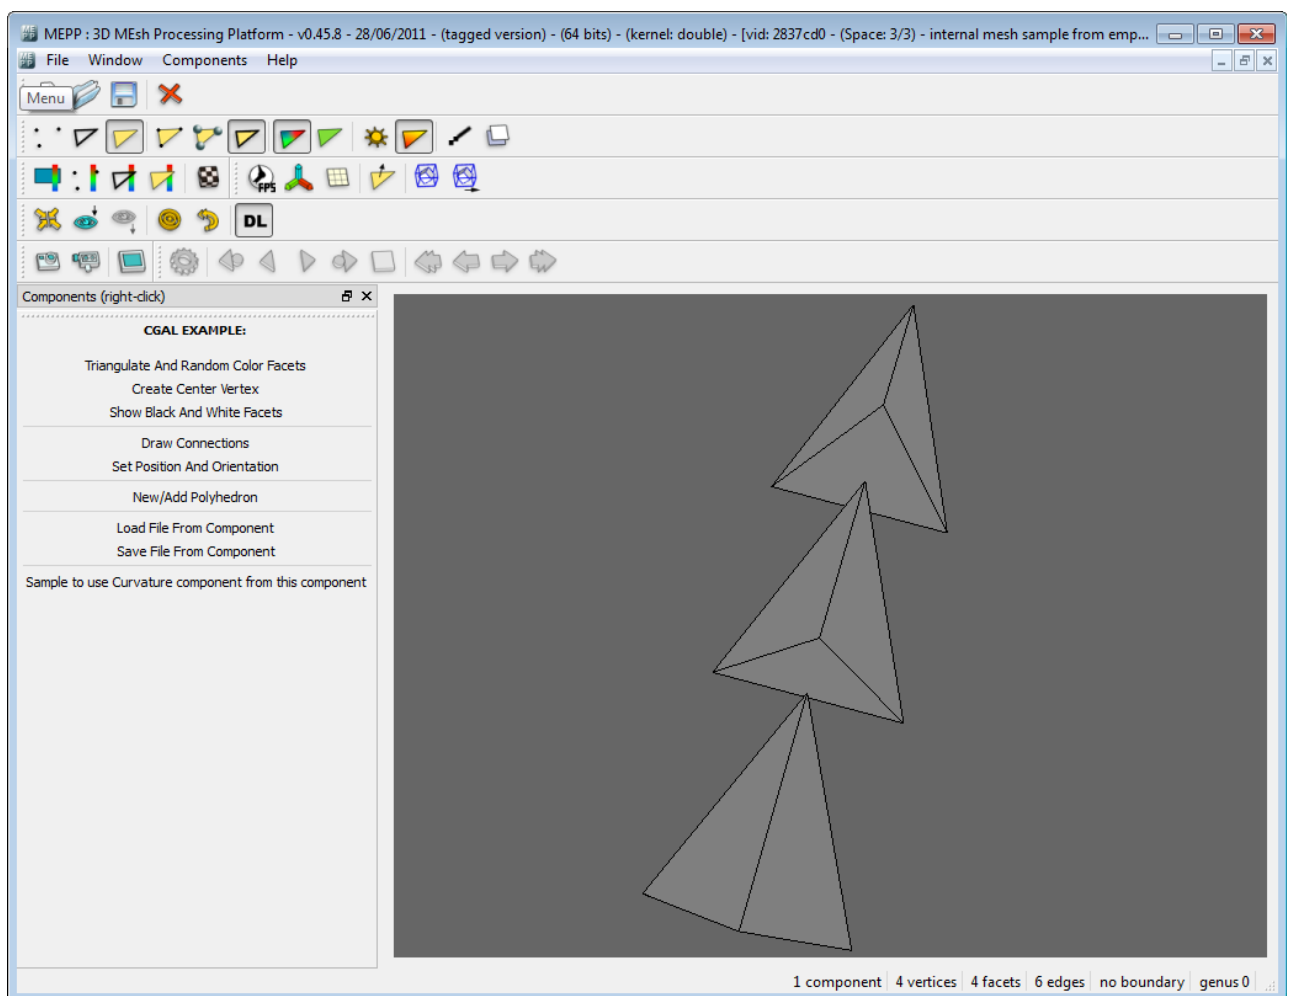 MEPP : 3D MEsh Processing Platform - v0.45.8 - 28/06/2011 - (tagged version) - (64 bits) - (kernel: double) - [vid: 2837cd0 - (Space: 3/3) - internal mesh sample from emp...
File Window Components Help
Menu
FPS
DL
Components (right-click)
CGAL EXAMPLE:
Triangulate And Random Color Facets
Create Center Vertex
Show Black And White Facets
Draw Connections
Set Position And Orientation
New/Add Polyhedron
Load File From Component
Save File From Component
Sample to use Curvature component from this component
1 component 4 vertices 4 facets 6 edges no boundary genus 0